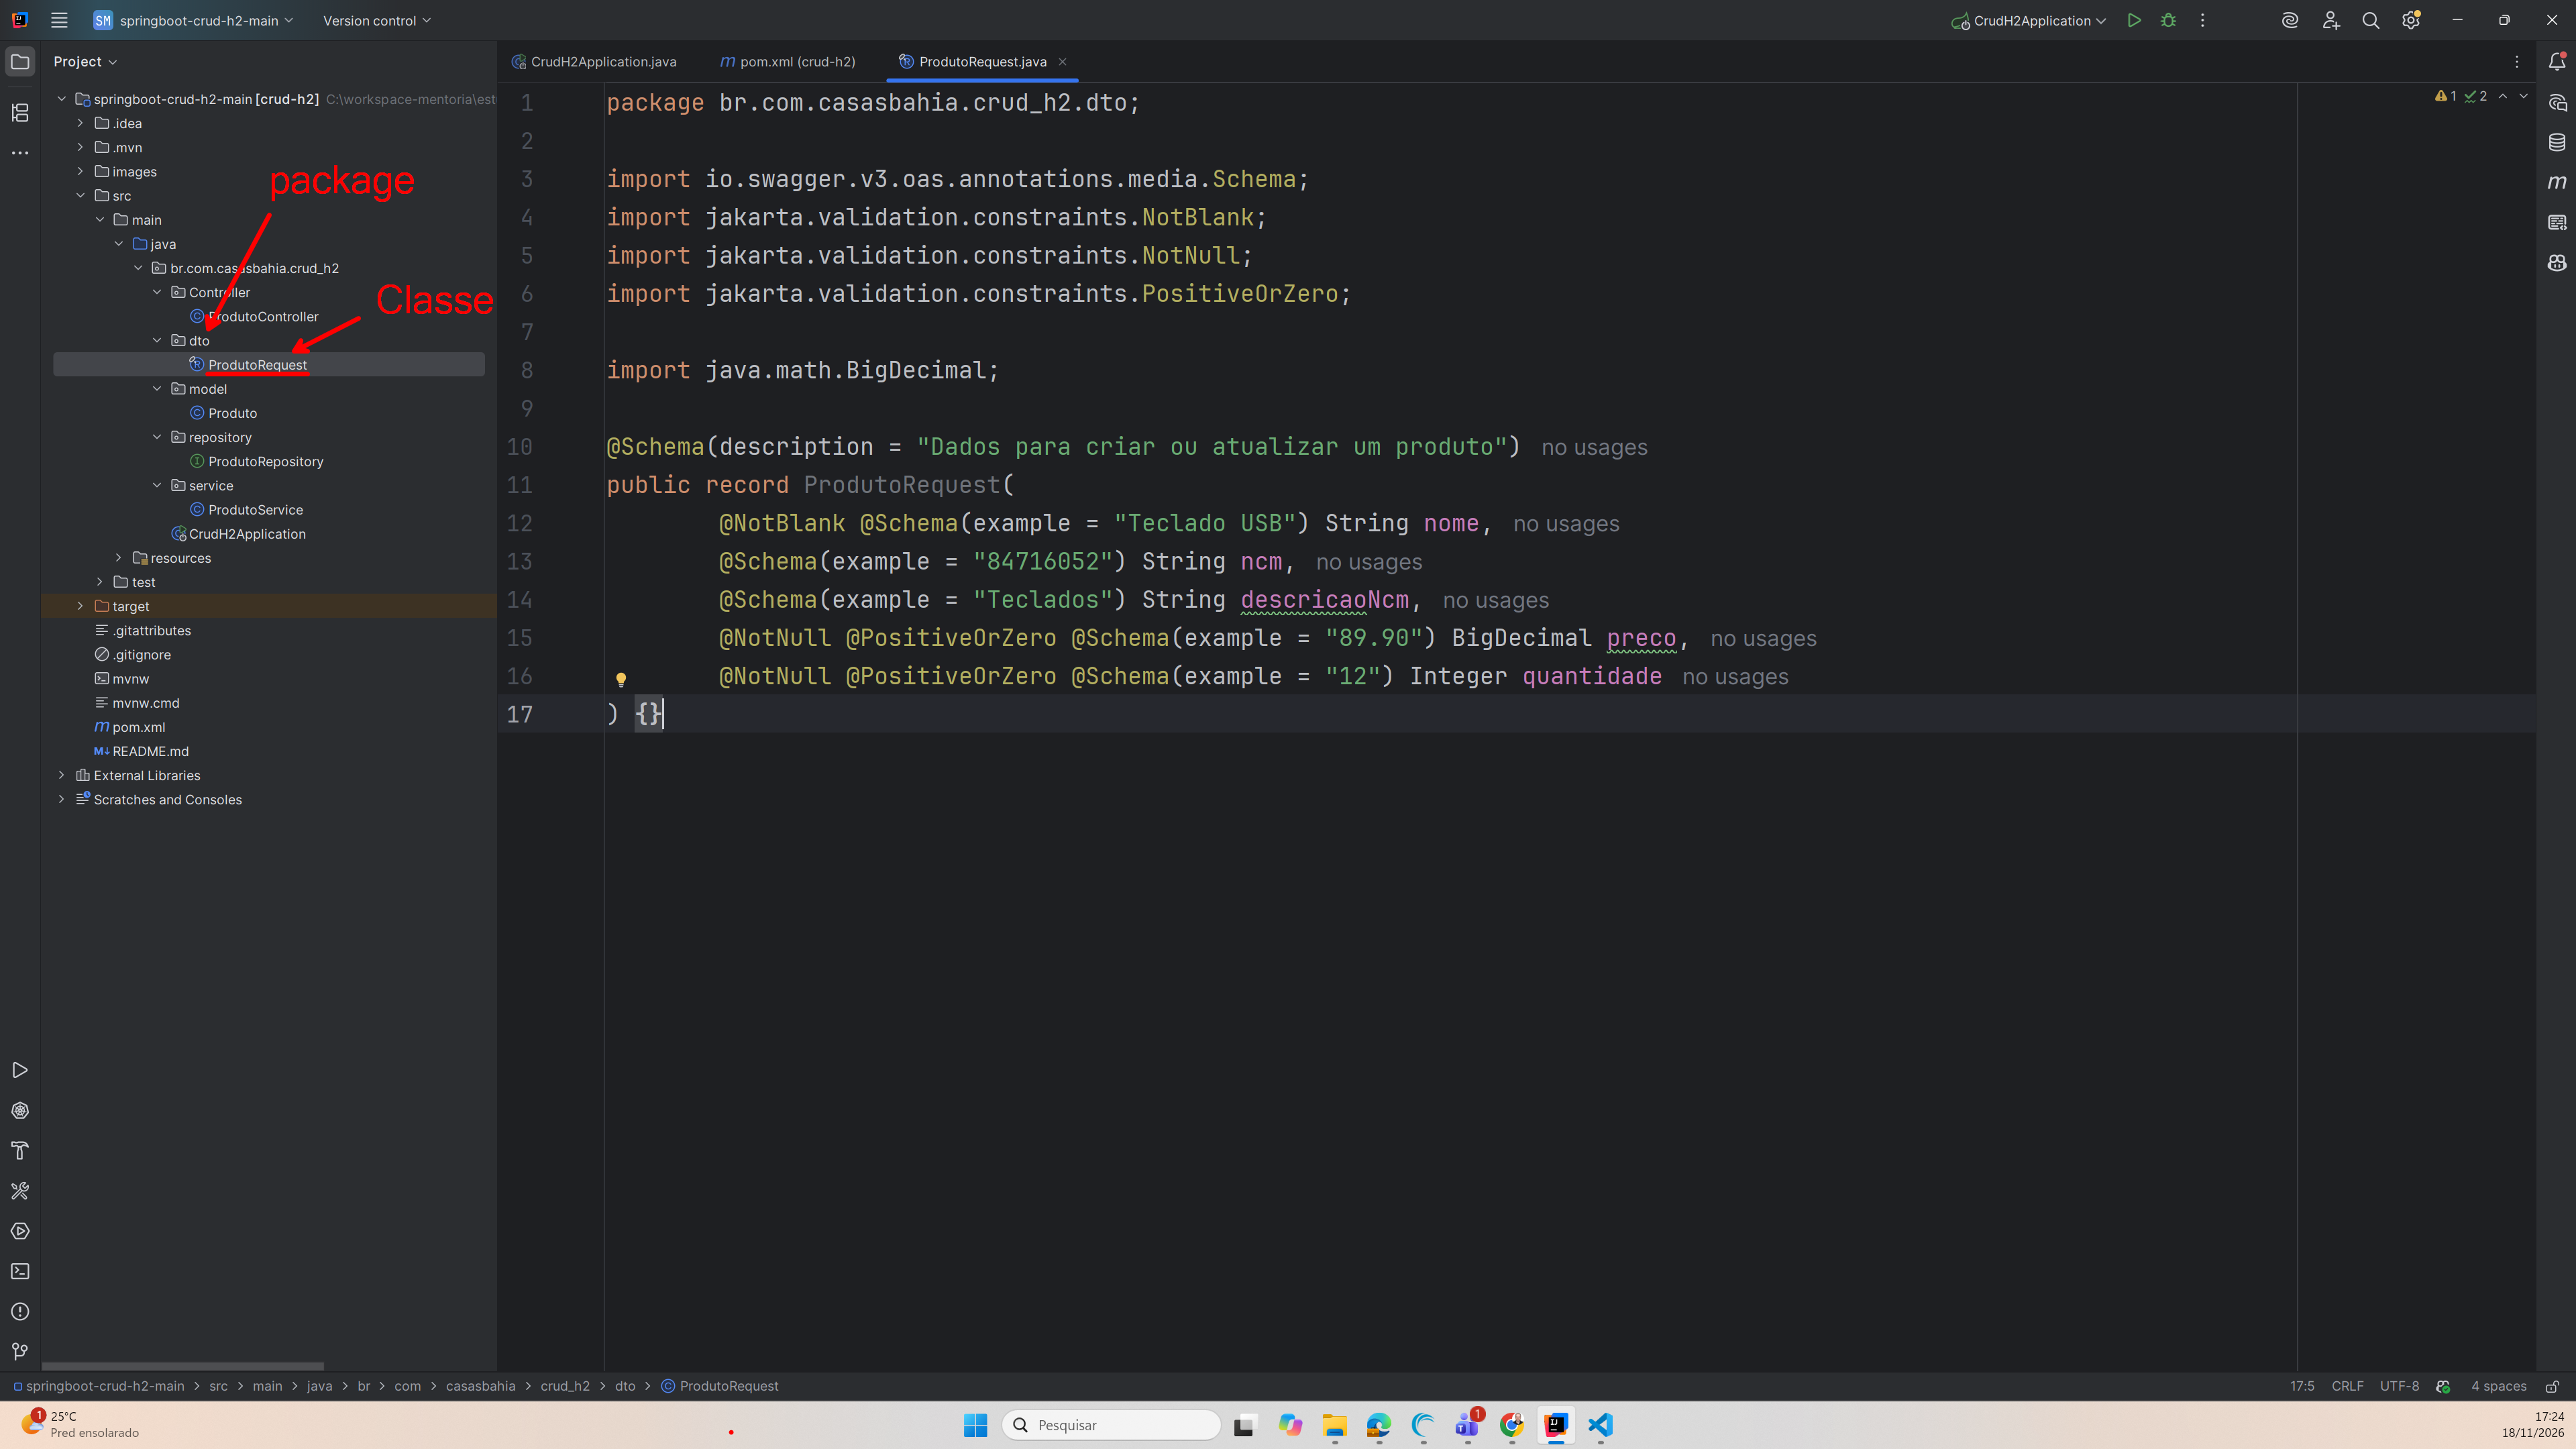 SM springboot-crud-h2-main Version control CrudH2Application
Project
CrudH2Application.java pom.xml (crud-h2) ProdutoRequest.java
springboot-crud-h2-main [crud-h2] C:\workspace-mentoria\est
.idea
.mvn
images
src
main
java
br.com.casasbahia.crud_h2
Controller
ProdutoController
dto
ProdutoRequest
model
Produto
repository
ProdutoRepository
service
ProdutoService
CrudH2Application
resources
test
target
.gitattributes
.gitignore
mvnw
mvnw.cmd
pom.xml
README.md
External Libraries
Scratches and Consoles
package
Classe
1 2
1 package br.com.casasbahia.crud_h2.dto;
2
3 import io.swagger.v3.oas.annotations.media.Schema;
4 import jakarta.validation.constraints.NotBlank;
5 import jakarta.validation.constraints.NotNull;
6 import jakarta.validation.constraints.PositiveOrZero;
7
8 import java.math.BigDecimal;
9
10 @Schema(description = "Dados para criar ou atualizar um produto") no usages
11 public record ProdutoRequest(
12 @NotBlank @Schema(example = "Teclado USB") String nome, no usages
13 @Schema(example = "84716052") String ncm, no usages
14 @Schema(example = "Teclados") String descricaoNcm, no usages
15 @NotNull @PositiveOrZero @Schema(example = "89.90") BigDecimal preco, no usages
16 @NotNull @PositiveOrZero @Schema(example = "12") Integer quantidade no usages
17 ) {}
springboot-crud-h2-main > src > main > java > br > com > casasbahia > crud_h2 > dto > ProdutoRequest 17:5 CRLF UTF-8 4 spaces
1 25°C
Pred ensolarado
Pesquisar
1
17:24
18/11/2026